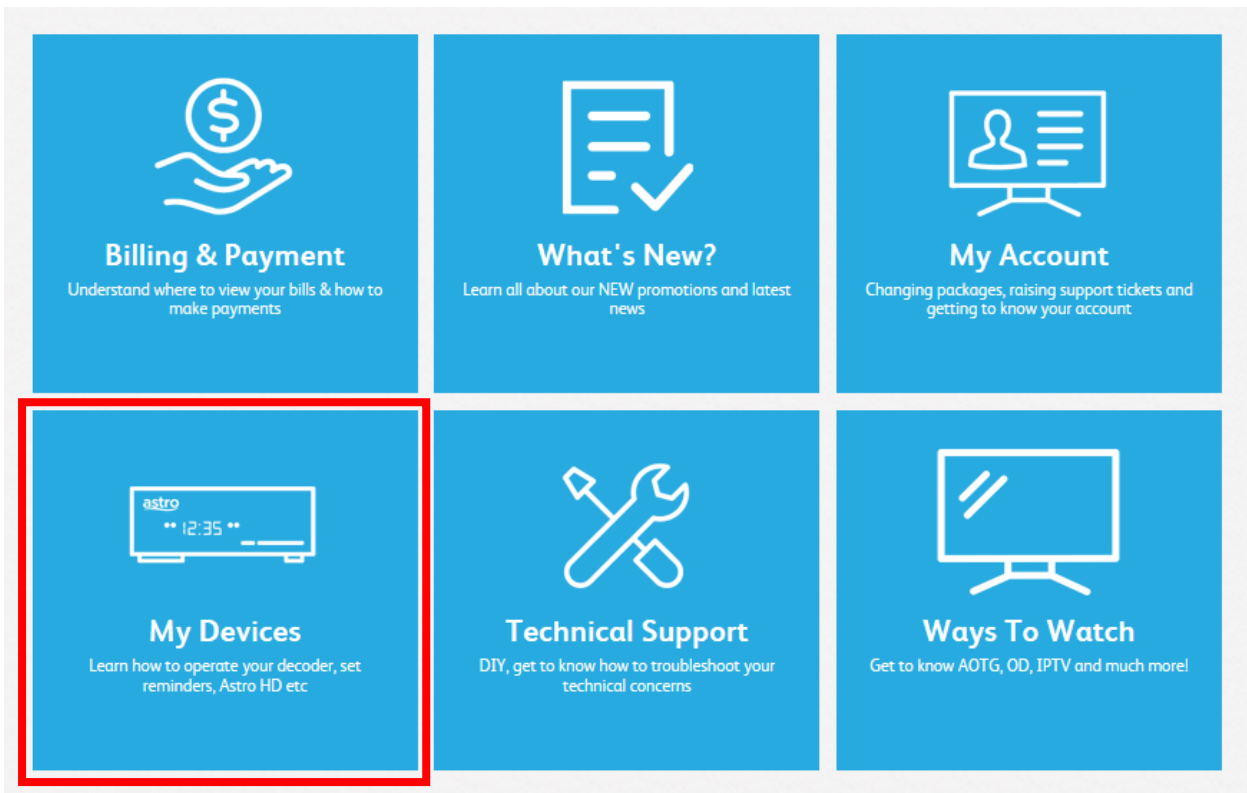 $
Billing & Payment
Understand where to view your bills & how to
make payments
What's New?
Learn all about our NEW promotions and latest
news
My Account
Changing packages, raising support tickets and
getting to know your account
astro
12:35
My Devices
Learn how to operate your decoder, set
reminders, Astro HD etc
Technical Support
DIY, get to know how to troubleshoot your
technical concerns
Ways To Watch
Get to know AOTG, OD, IPTV and much more!